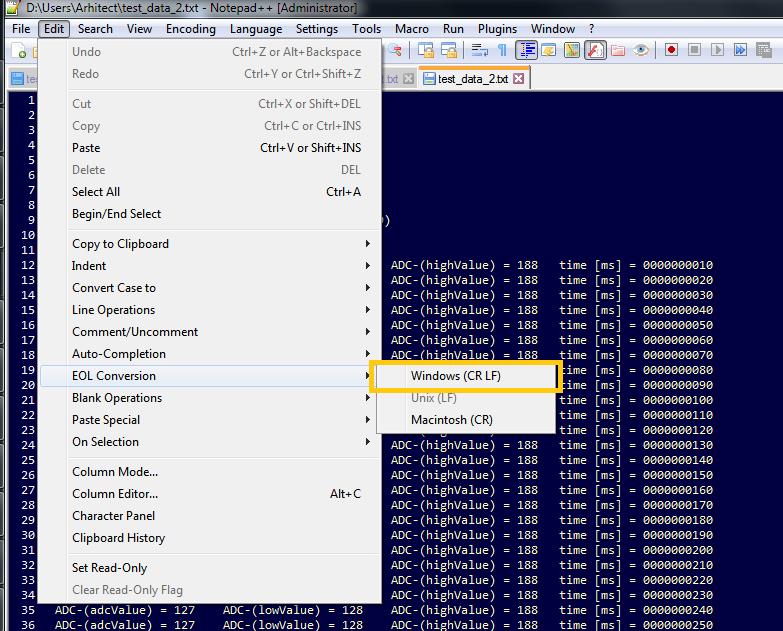 D:\Users\Arhitect\test_data_2.txt - Notepad++ [Administrator]
File Edit Search View Encoding Language Settings Tools Macro Run Plugins Window ?
Undo Ctrl+Z or Alt+Backspace
Redo Ctrl+Y or Ctrl+Shift+Z
.txt test_data_2.txt
Cut Ctrl+X or Shift+DEL
Copy Ctrl+C or Ctrl+INS
Paste Ctrl+V or Shift+INS
Delete DEL
Select All Ctrl+A
Begin/End Select
Copy to Clipboard
Indent
Convert Case to
Line Operations
Comment/Uncomment
Auto-Completion
EOL Conversion
Blank Operations
Paste Special
On Selection
Column Mode...
Column Editor... Alt+C
Character Panel
Clipboard History
Set Read-Only
Clear Read-Only Flag
Windows (CR LF)
Unix (LF)
Macintosh (CR)
1
2
3
4
5
6
7
8
9 )
10
11
12 ADC-(highValue) = 188 time [ms] = 0000000010
13 ADC-(highValue) = 188 time [ms] = 0000000020
14 ADC-(highValue) = 188 time [ms] = 0000000030
15 ADC-(highValue) = 188 time [ms] = 0000000040
16 ADC-(highValue) = 188 time [ms] = 0000000050
17 ADC-(highValue) = 188 time [ms] = 0000000060
18 ADC-(highValue) = 188 time [ms] = 0000000070
19 time [ms] = 0000000080
20 time [ms] = 0000000090
21 time [ms] = 0000000100
22 time [ms] = 0000000110
23 time [ms] = 0000000120
24 ADC-(highValue) = 188 time [ms] = 0000000130
25 ADC-(highValue) = 188 time [ms] = 0000000140
26 ADC-(highValue) = 188 time [ms] = 0000000150
27 ADC-(highValue) = 188 time [ms] = 0000000160
28 ADC-(highValue) = 188 time [ms] = 0000000170
29 ADC-(highValue) = 188 time [ms] = 0000000180
30 ADC-(highValue) = 188 time [ms] = 0000000190
31 ADC-(highValue) = 188 time [ms] = 0000000200
32 ADC-(highValue) = 188 time [ms] = 0000000210
33 ADC-(highValue) = 188 time [ms] = 0000000220
34 ADC-(highValue) = 188 time [ms] = 0000000230
35 ADC-(adcValue) = 127 ADC-(lowValue) = 128 ADC-(highValue) = 188 time [ms] = 0000000240
36 ADC-(adcValue) = 126 ADC-(lowValue) = 128 ADC-(highValue) = 188 time [ms] = 0000000250